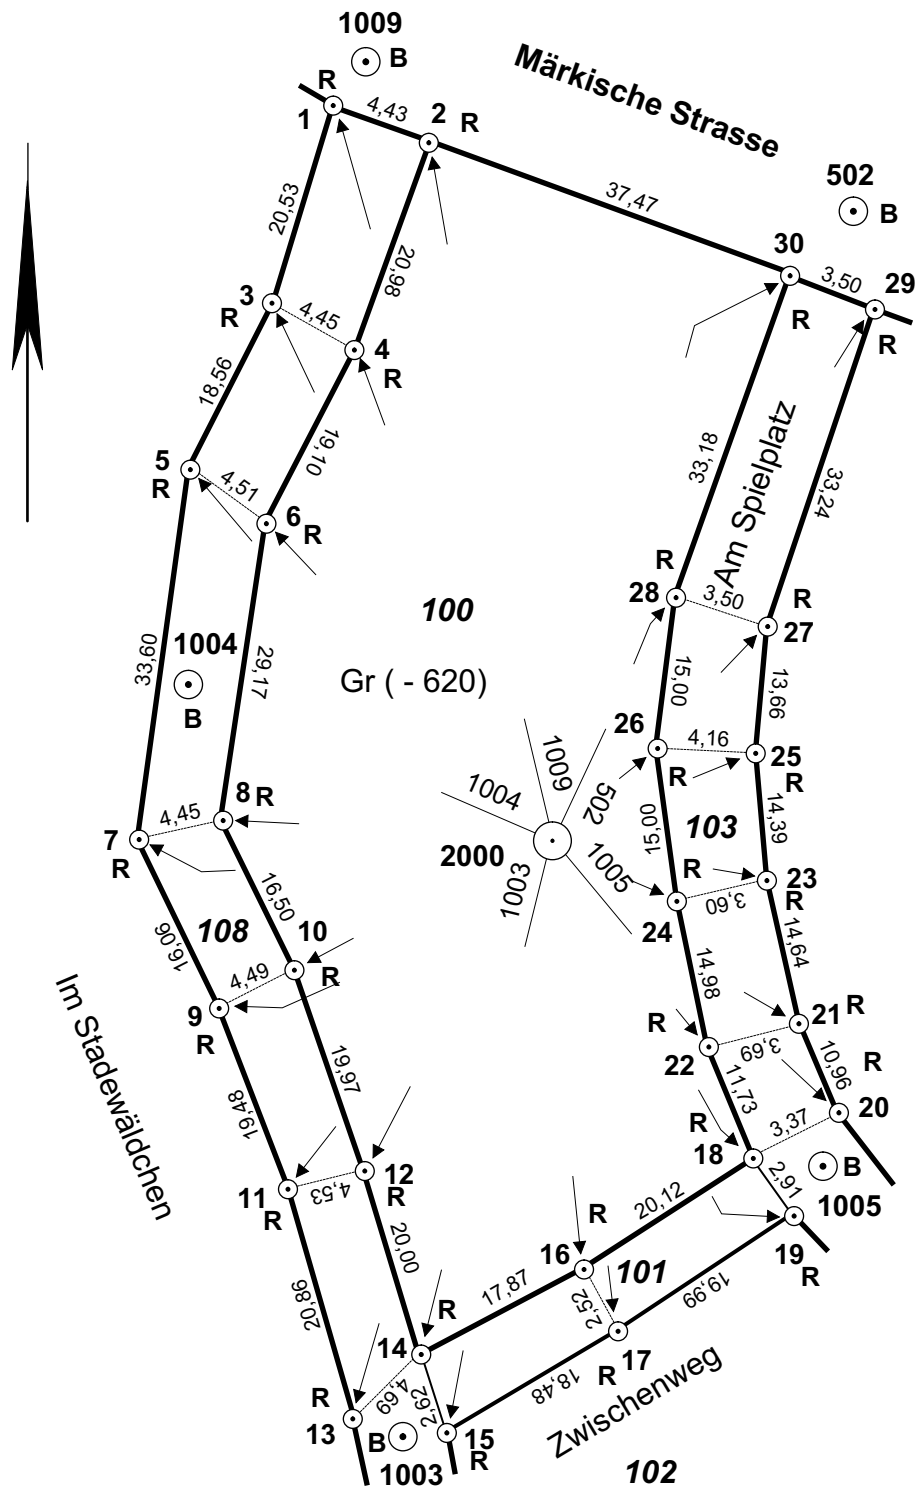 1009
B
Märkische Strasse
R
1
4,43
2
R
502
B
37,47
30
3,50
29
R
R
20,53
20,98
3
R
4,45
4
R
18,56
19,10
5
R
4,51
6
R
33,18
Am Spielplatz
33,24
R
28
3,50
R
27
100
Gr ( - 620)
33,60
1004
B
29,17
15,00
13,66
26
R
4,16
25
R
1009
1004
502
2000
1003
1005
15,00
103
14,39
8
R
7
R
4,45
R
24
3,60
23
R
16,50
16,06
108
10
R
4,49
9
R
14,98
14,64
R
22
3,69
21
R
Im Stadewäldchen
19,97
19,48
11,73
10,96
R
20
3,37
R
18
B
1005
2,91
19
R
11
R
4,53
12
R
20,12
R
16
101
20,00
20,86
17,87
2,52
19,99
R
14
17
R
R
13
4,69
2,62
18,48
Zwischenweg
B
1003
15
R
102